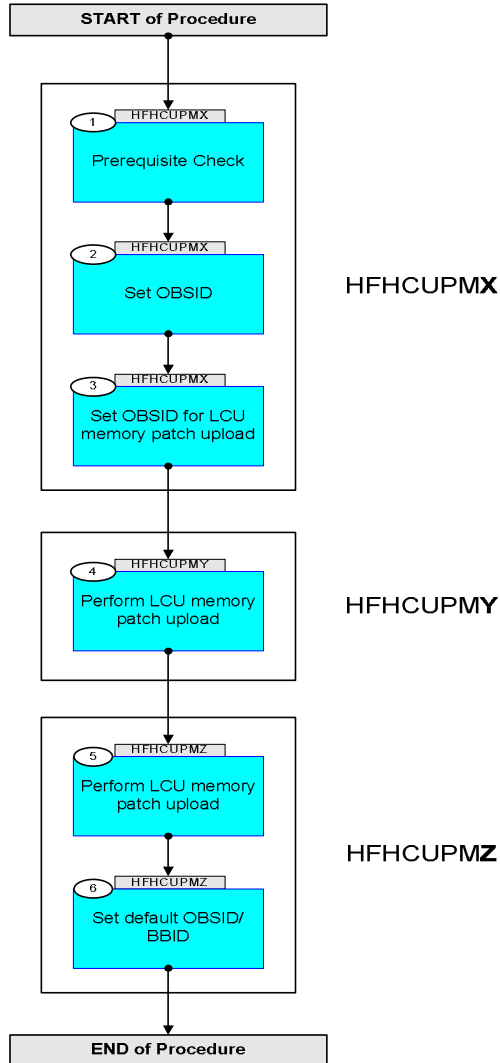 START of Procedure
HFHCUPMX
1
Prerequisite Check
HFHCUPMX
2
Set OBSID
HFHCUPMX
HFHCUPMX
3
Set OBSID for LCU
memory patch upload
HFHCUPMY
4
Perform LCU memory
patch upload
HFHCUPMY
HFHCUPMZ
5
Perform LCU memory
patch upload
HFHCUPMZ
HFHCUPMZ
6
Set default OBSID/
BBID
END of Procedure